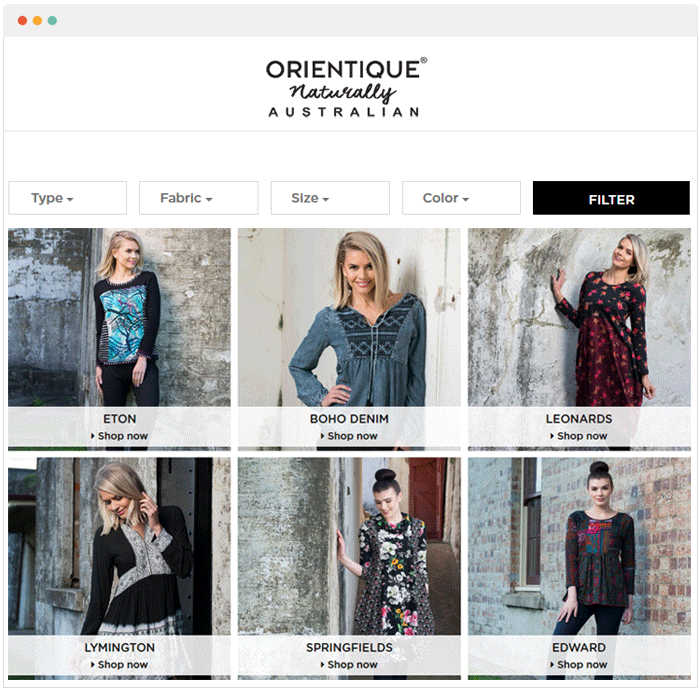 ORIENTIQUE®
Naturally
AUSTRALIAN
Type
Fabric
Size
Color
FILTER
ETON
Shop now
BOHO DENIM
Shop now
LEONARDS
Shop now
LYMINGTON
Shop now
SPRINGFIELDS
Shop now
EDWARD
Shop now